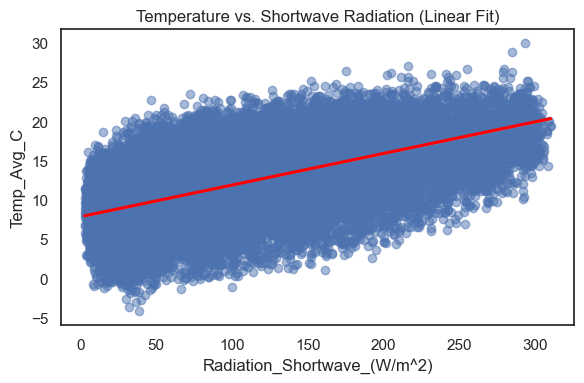 Temperature vs. Shortwave Radiation (Linear Fit)
30
25
20
15
10
5
0
−5
Temp_Avg_C
0 50 100 150 200 250 300
Radiation_Shortwave_(W/m^2)